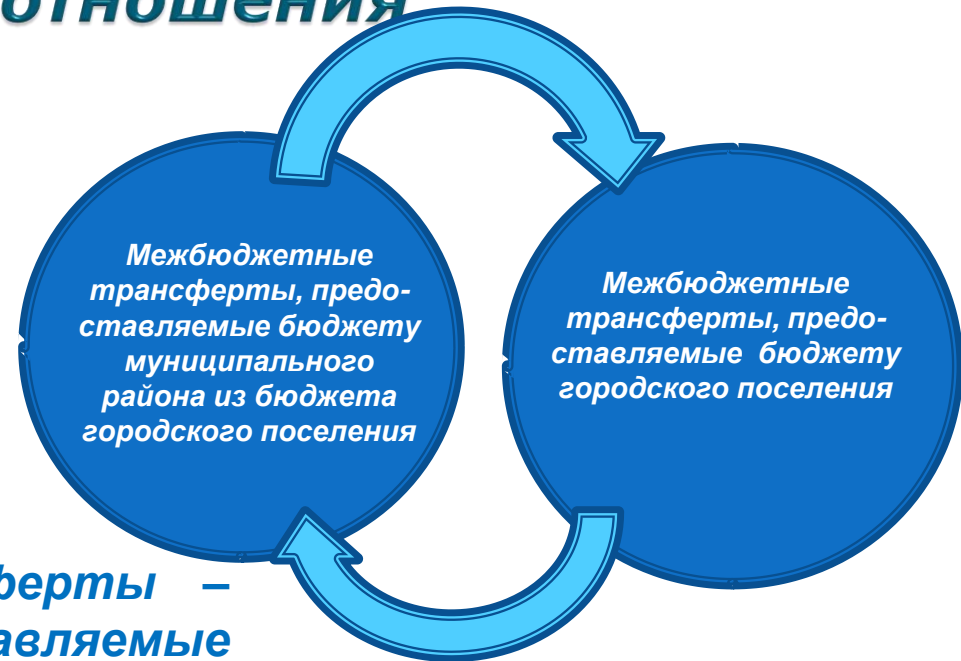 отношения
Межбюджетные
трансферты, предо-
ставляемые бюджету
муниципального
района из бюджета
городского поселения
Межбюджетные
трансферты, предо-
ставляемые бюджету
городского поселения
ферты –
авляемые